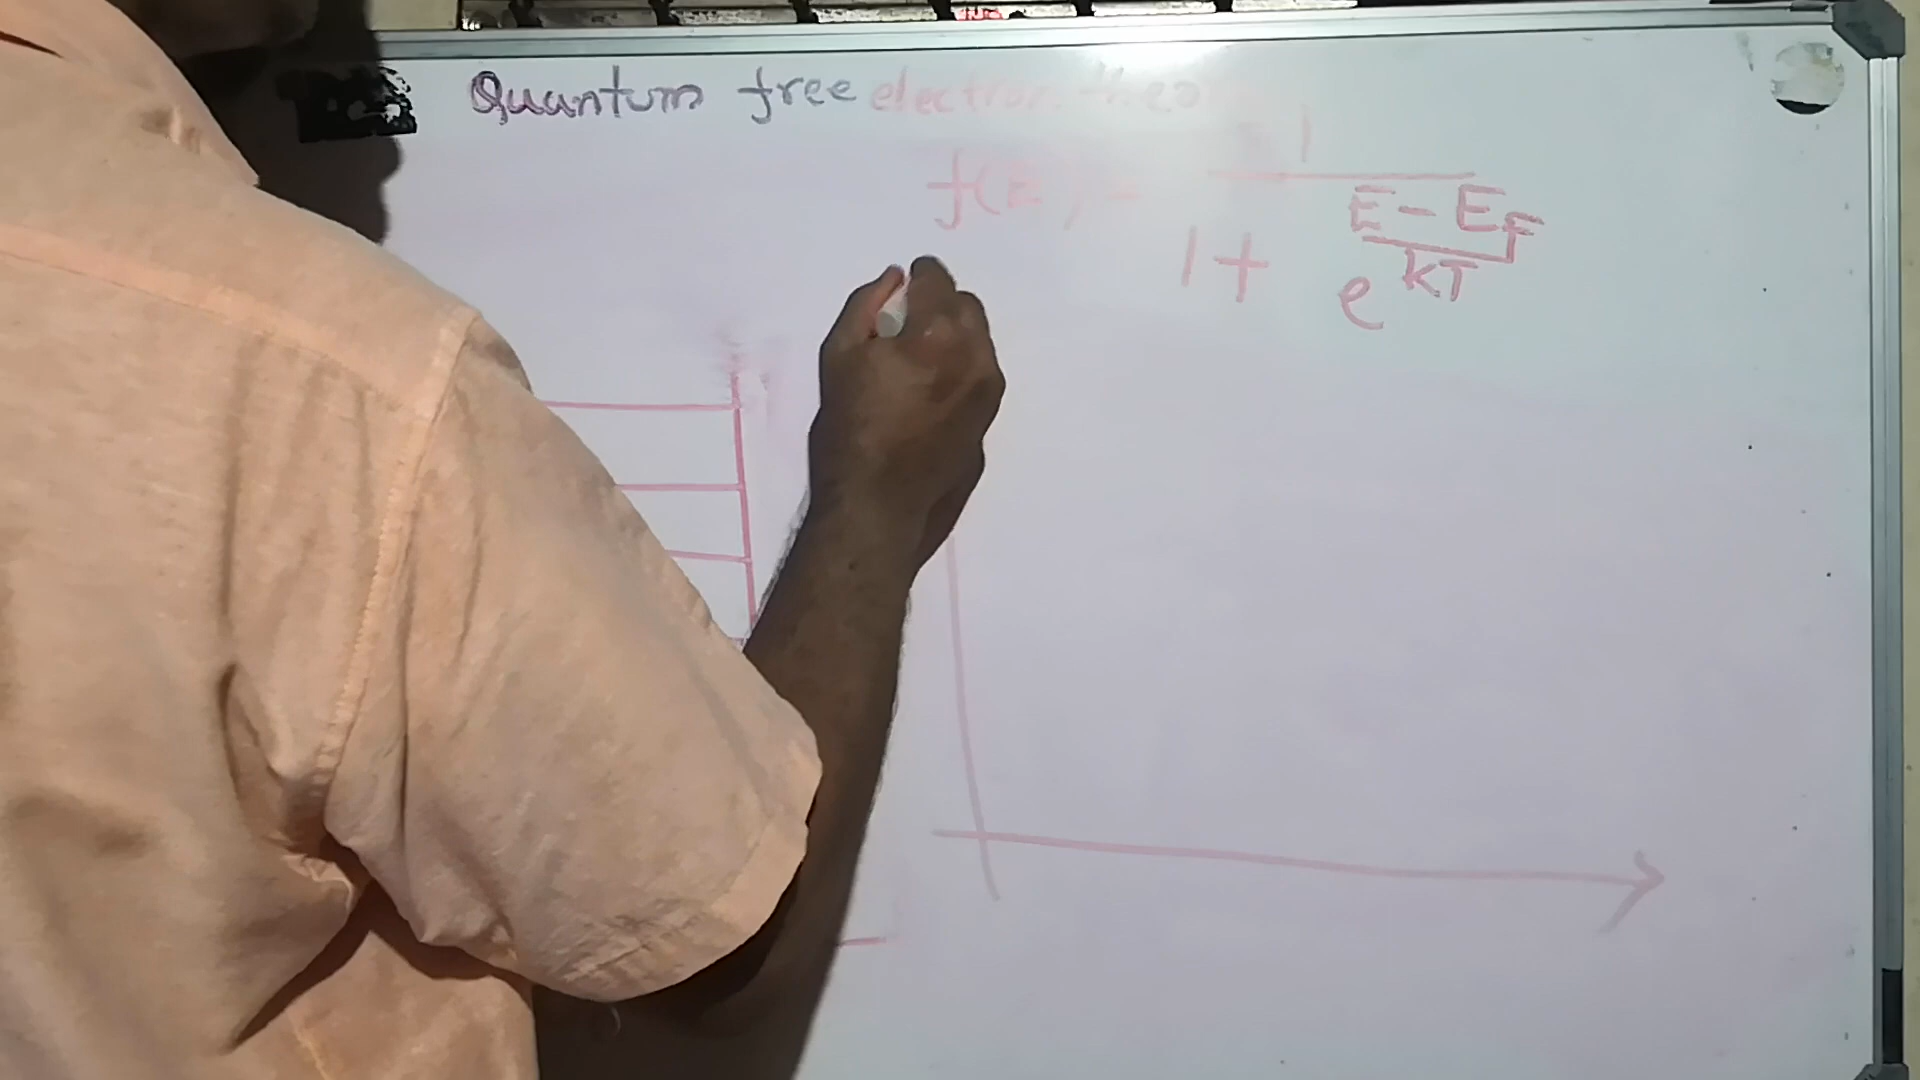 Quantum free electron theory
f(E) = 1 / 1 + e^(E - E_F / kT)